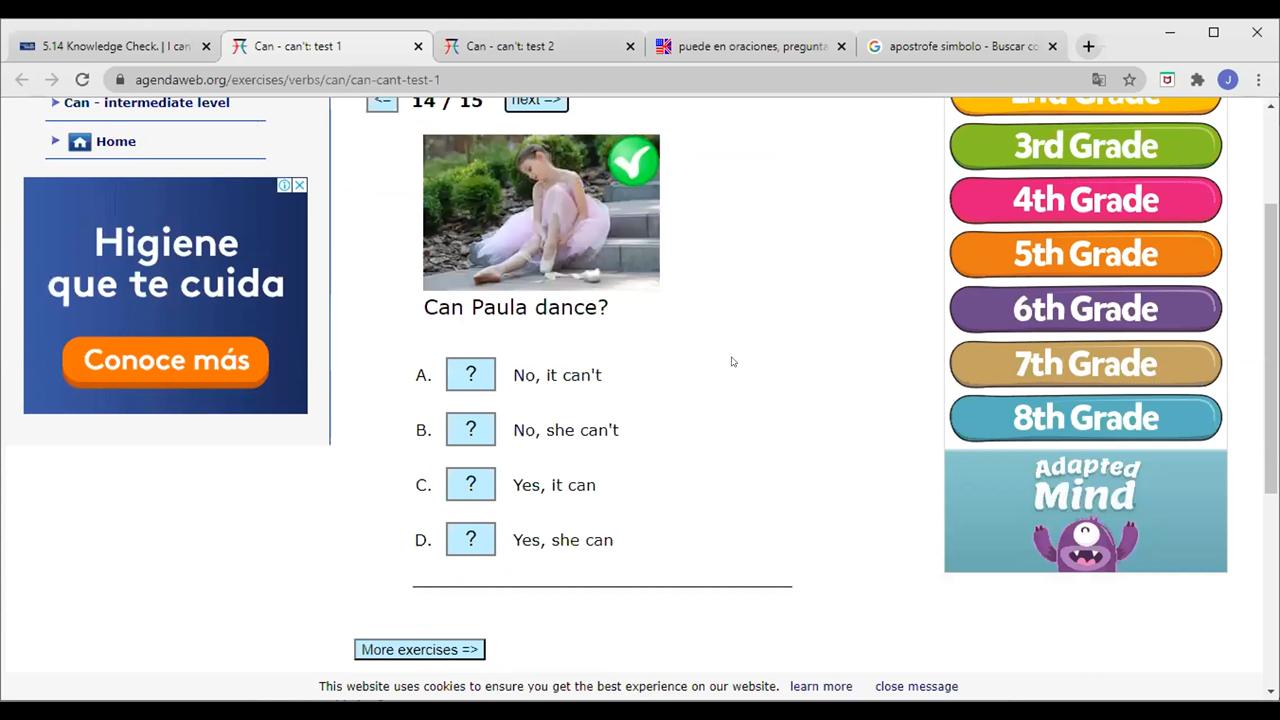 5.14 Knowledge Check. | I can
Can - can't: test 1
Can - can't: test 2
puede en oraciones, pregunta
apostrofe simbolo - Buscar co
agendaweb.org/exercises/verbs/can/can-cant-test-1
J
Can - intermediate level
Home
<= 14 / 15 next =>
Higiene
que te cuida
Conoce más
Can Paula dance?
A. ? No, it can't
B. ? No, she can't
C. ? Yes, it can
D. ? Yes, she can
More exercises =>
2nd Grade
3rd Grade
4th Grade
5th Grade
6th Grade
7th Grade
8th Grade
Adapted
Mind
This website uses cookies to ensure you get the best experience on our website. learn more close message